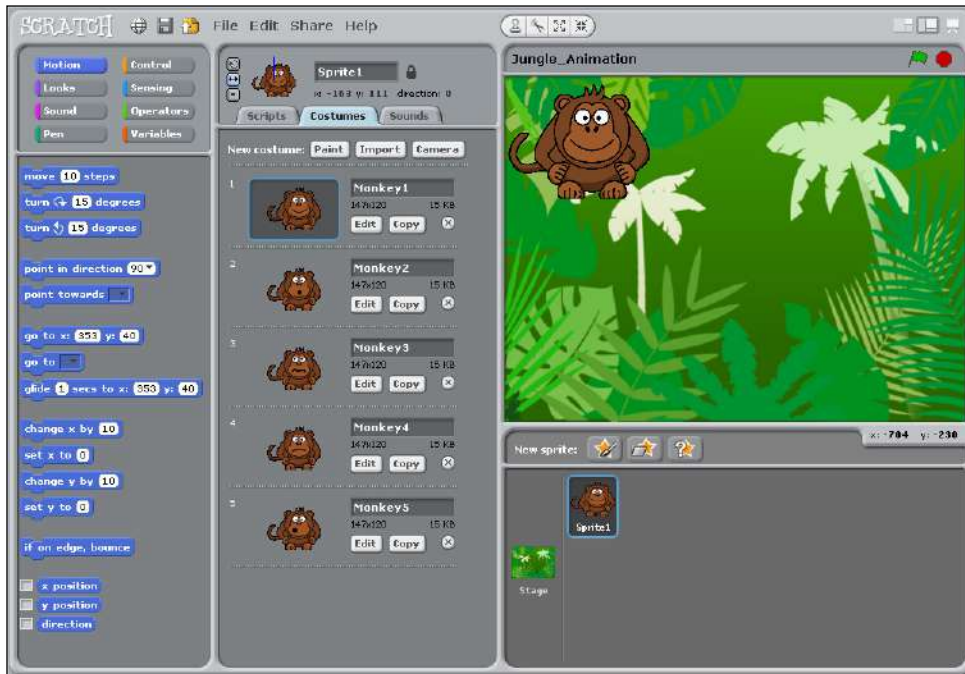 SCRATCH File Edit Share Help
Motion Control
Looks Sensing
Sound Operators
Pen Variables
move 10 steps
turn 15 degrees
turn 15 degrees
point in direction 90
point towards
go to x: 353 y: 40
go to
glide 1 secs to x: 353 y: 40
change x by 10
set x to 0
change y by 10
set y to 0
if on edge, bounce
x position
y position
direction
Sprite1
x: -163 y: 111 direction: 0
Scripts Costumes Sounds
New costume: Paint Import Camera
1 Monkey1
147x120 15 KB
Edit Copy
2 Monkey2
147x120 15 KB
Edit Copy
3 Monkey3
147x120 15 KB
Edit Copy
4 Monkey4
147x120 15 KB
Edit Copy
5 Monkey5
147x120 15 KB
Edit Copy
Jungle_Animation
x: -704 y: -230
New sprite:
Sprite1
Stage